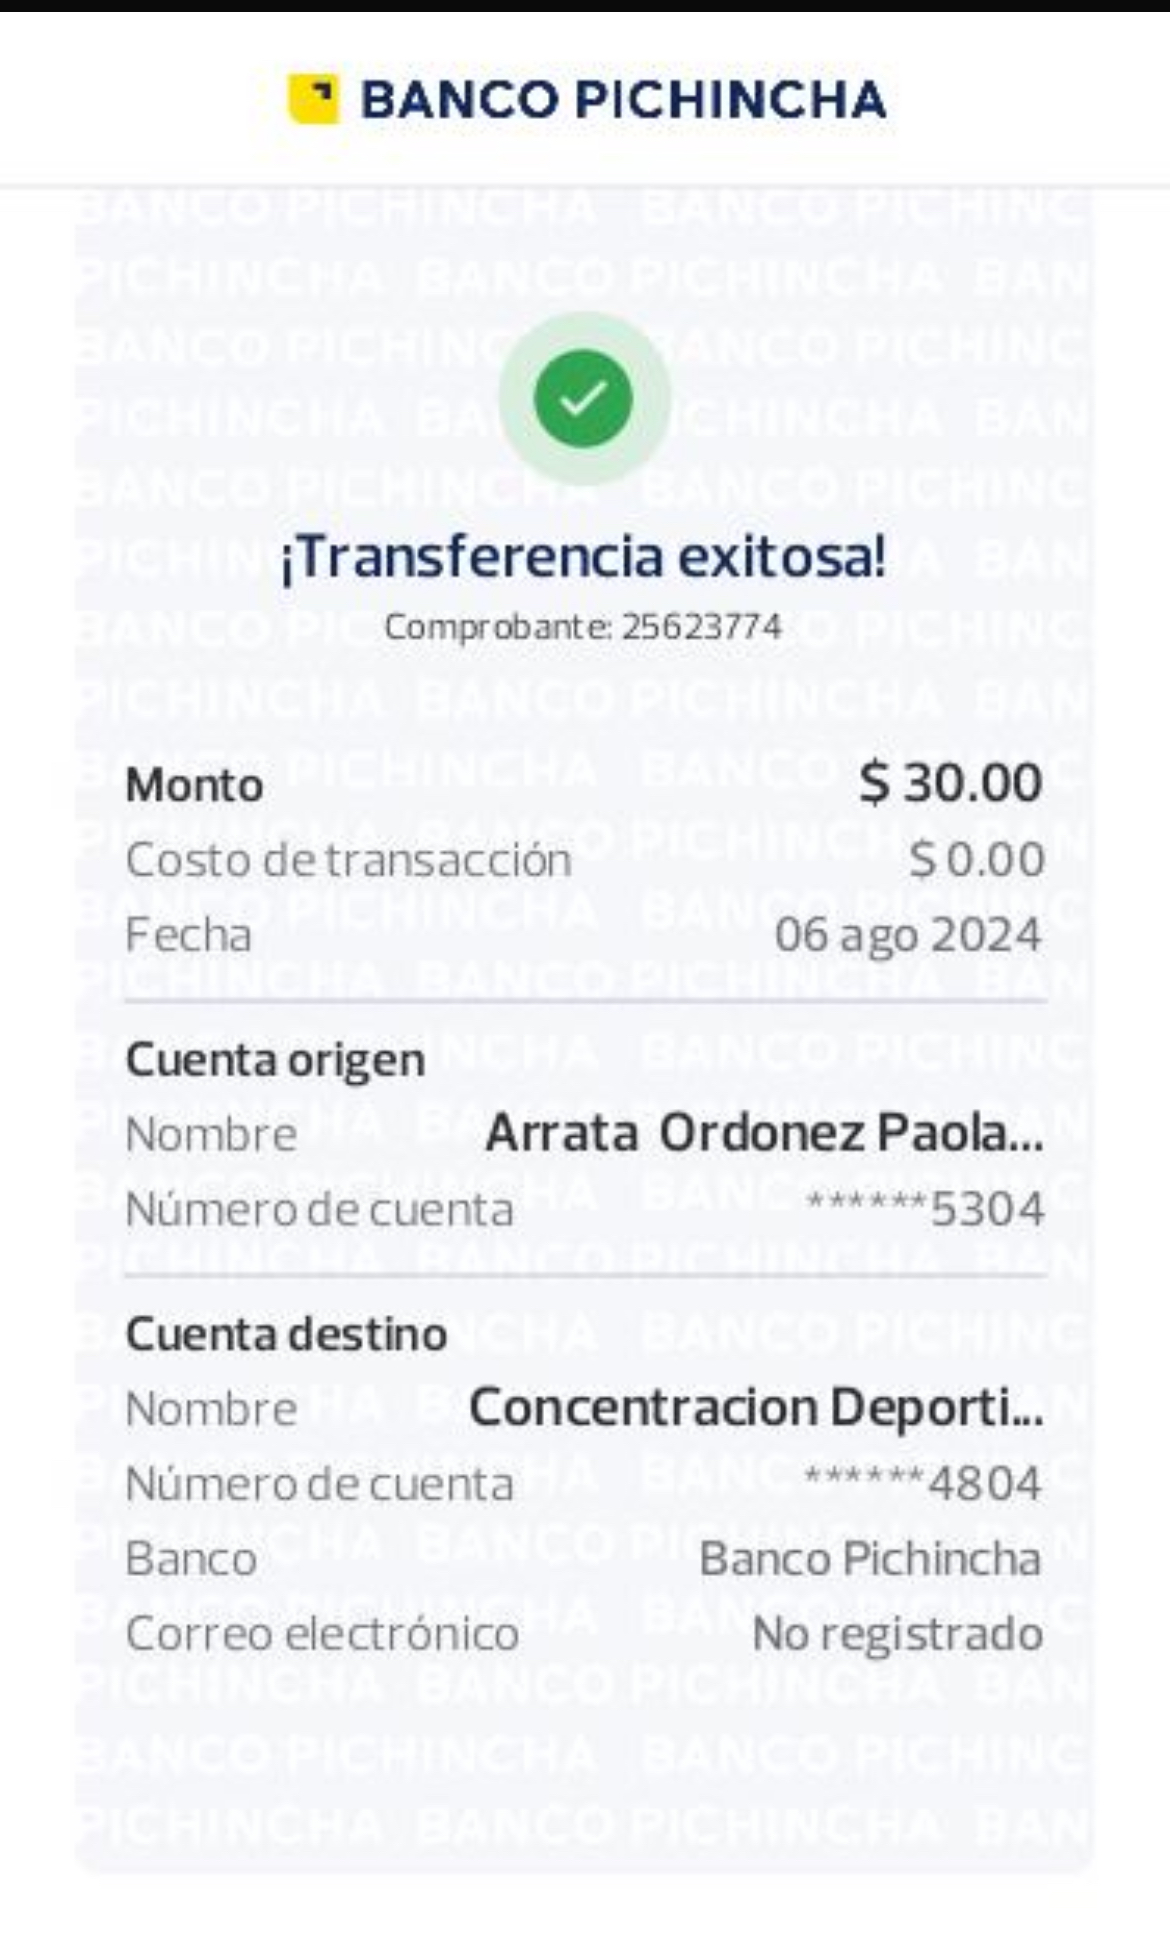 BANCO PICHINCHA
¡Transferencia exitosa!
Comprobante: 25623774
Monto $ 30.00
Costo de transacción $ 0.00
Fecha 06 ago 2024
Cuenta origen
Nombre Arrata Ordonez Paola...
Número de cuenta ******5304
Cuenta destino
Nombre Concentracion Deporti...
Número de cuenta ******4804
Banco Banco Pichincha
Correo electrónico No registrado